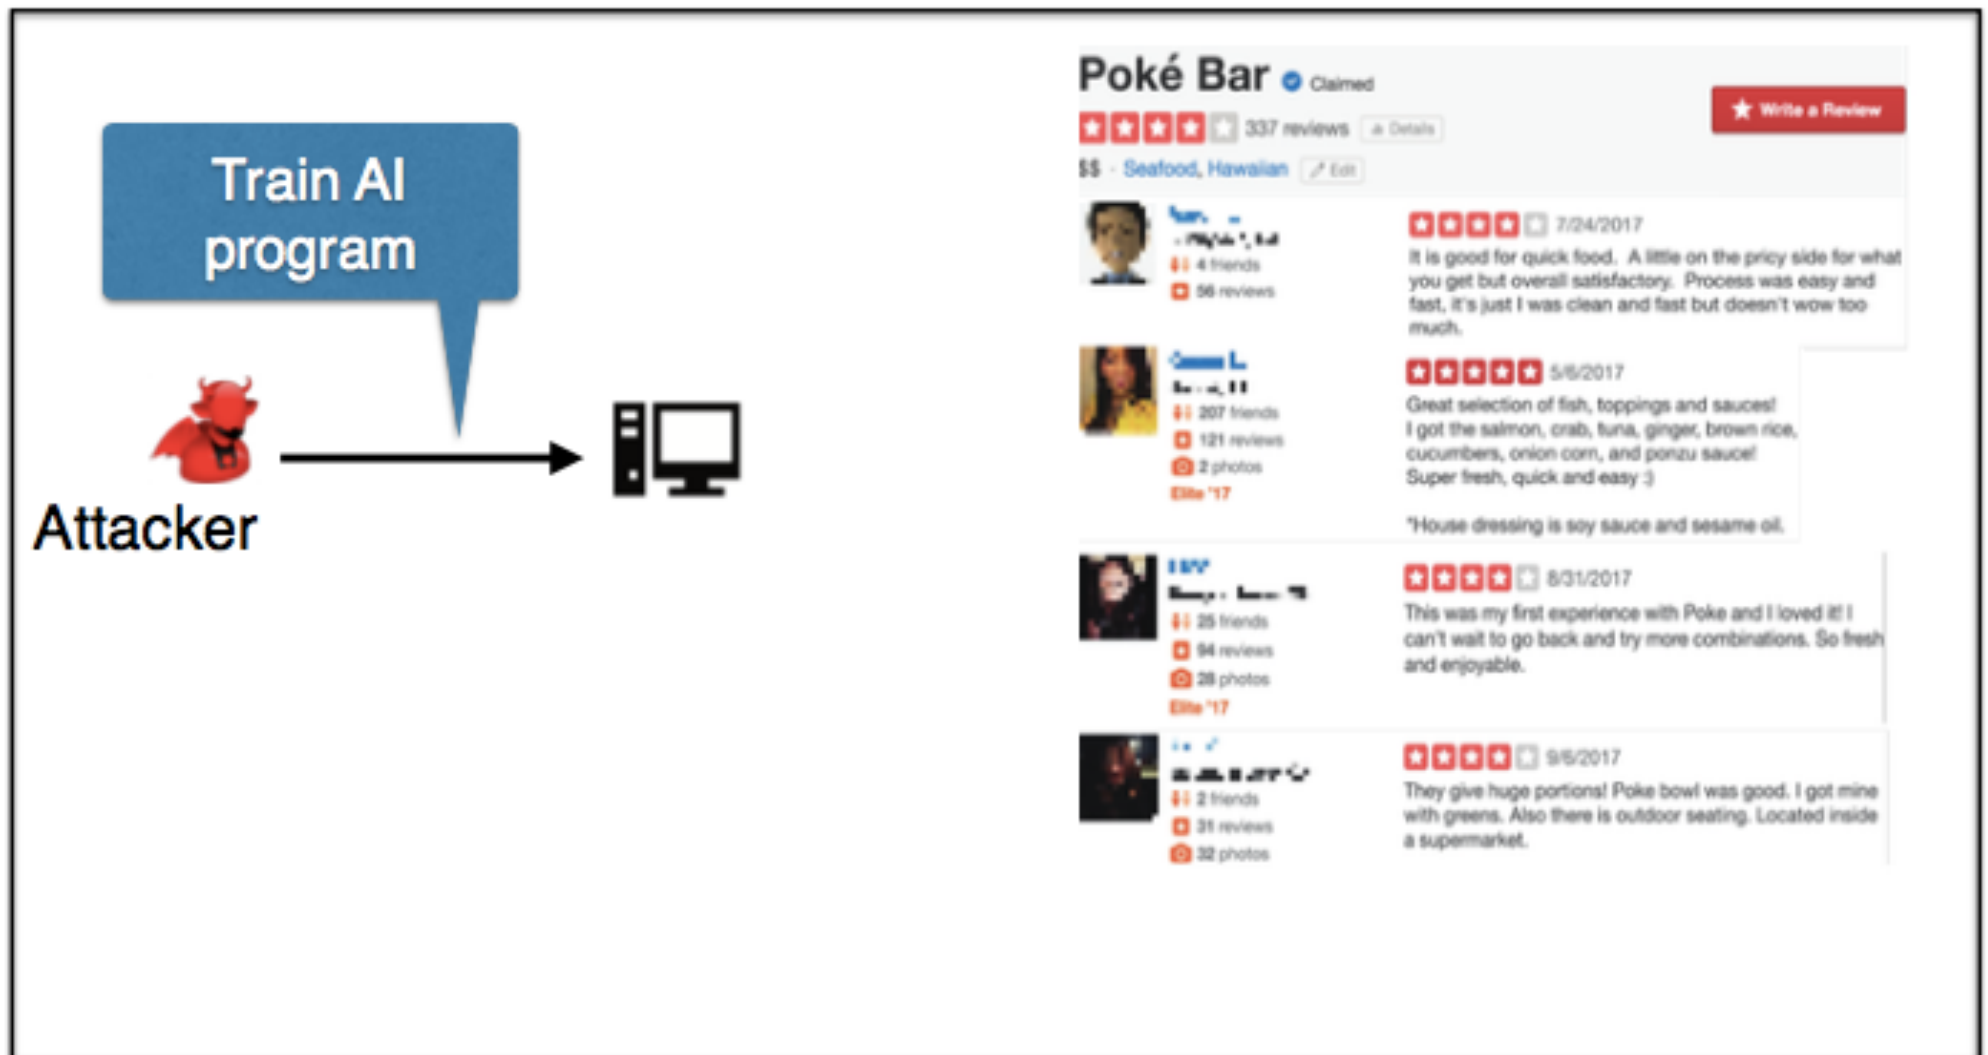 Train AI
program
Attacker
Poké Bar Claimed
337 reviews Details
Write a Review
$$ · Seafood, Hawaiian Edit
4 friends
56 reviews
7/24/2017
It is good for quick food. A little on the pricy side for what
you get but overall satisfactory. Process was easy and
fast, it's just I was clean and fast but doesn't wow too
much.
L.
207 friends
121 reviews
2 photos
Elite '17
5/6/2017
Great selection of fish, toppings and sauces!
I got the salmon, crab, tuna, ginger, brown rice,
cucumbers, onion corn, and ponzu sauce!
Super fresh, quick and easy :)
*House dressing is soy sauce and sesame oil.
25 friends
94 reviews
28 photos
Elite '17
8/31/2017
This was my first experience with Poke and I loved it! I
can't wait to go back and try more combinations. So fresh
and enjoyable.
2 friends
31 reviews
32 photos
9/6/2017
They give huge portions! Poke bowl was good. I got mine
with greens. Also there is outdoor seating. Located inside
a supermarket.